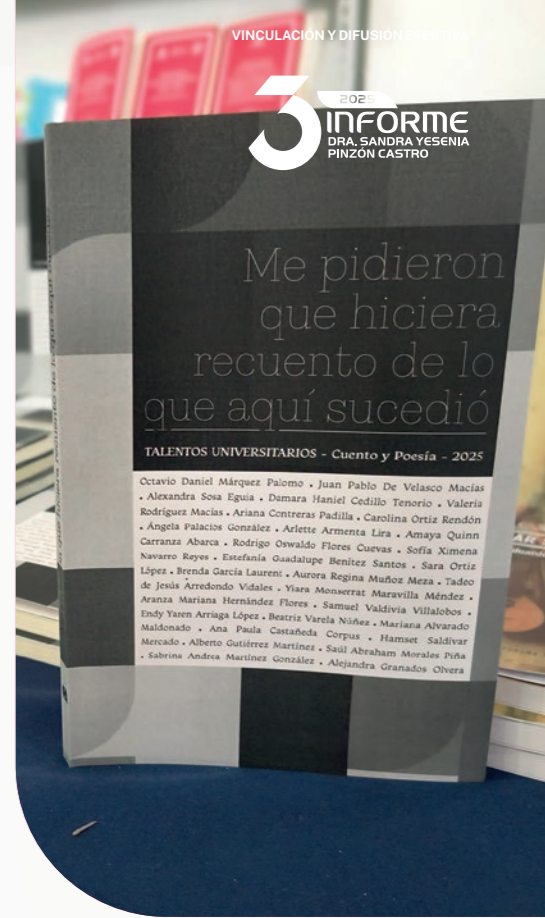 VINCULACIÓN Y DIFUSIÓN
3
2025
INFORME
DRA. SANDRA YESENIA
PINZÓN CASTRO
Me pidieron
que hiciera
recuento de lo
que aquí sucedió
TALENTOS UNIVERSITARIOS - Cuento y Poesía - 2025
Octavio Daniel Márquez Palomo . Juan Pablo De Velasco Macías
. Alexandra Sosa Eguia . Damara Haniel Cedillo Tenorio . Valeria
Rodríguez Macías . Ariana Contreras Padilla . Carolina Ortiz Rendón
. Ángela Palacios González . Arlette Armenta Lira . Amaya Quinn
Carranza Abarca . Rodrigo Oswaldo Flores Cuevas . Sofía Ximena
Navarro Reyes . Estefanía Guadalupe Benítez Santos . Sara Ortiz
López . Brenda García Laurent . Aurora Regina Muñoz Meza . Tadeo
de Jesús Arredondo Vidales . Yiara Monserrat Maravilla Méndez .
Aranza Mariana Hernández Flores . Samuel Valdivia Villalobos .
Endy Yaren Arriaga López . Beatriz Varela Núñez . Mariana Alvarado
Maldonado . Ana Paula Castañeda Corpus . Hamset Saldívar
Mercado . Alberto Gutiérrez Martínez . Saúl Abraham Morales Piña
. Sabrina Andrea Martínez González . Alejandra Granados Olvera